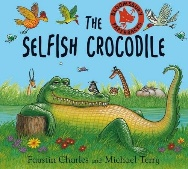 THE
SELFISH CROCODILE
Faustin Charles and Michael Terry